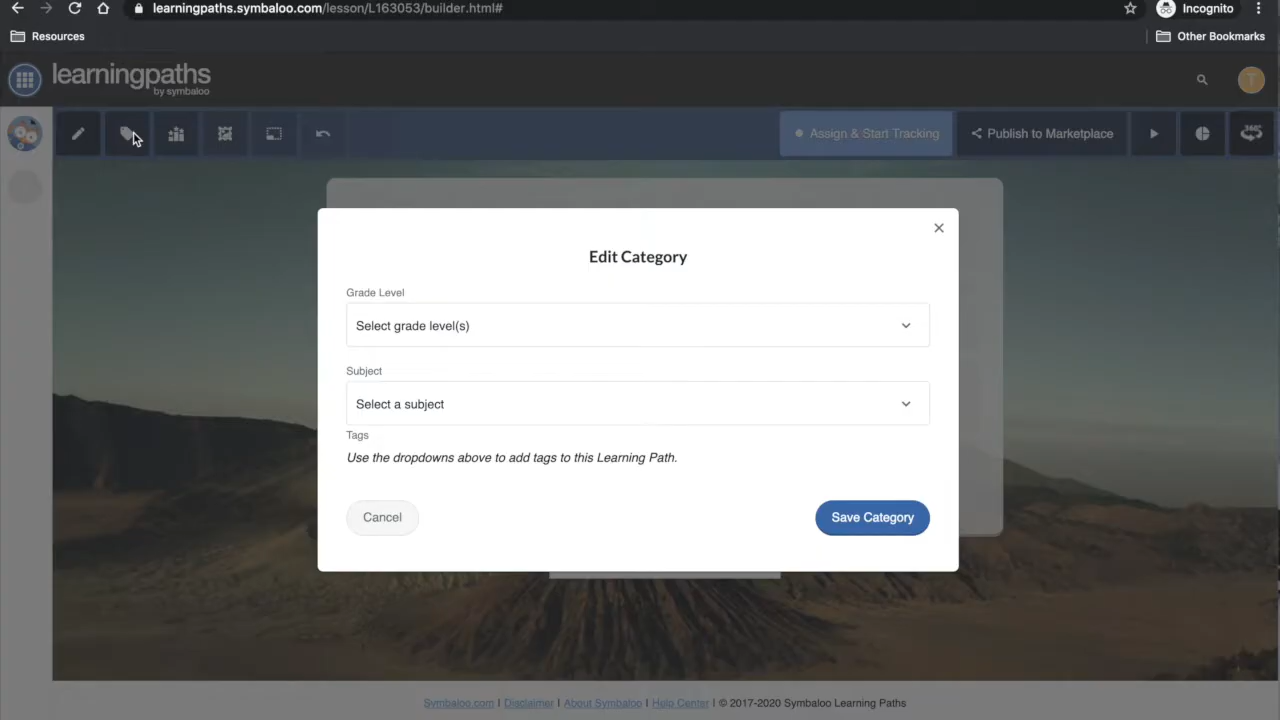 learningpaths.symbaloo.com/lesson/L163053/builder.html#
Incognito
Resources
Other Bookmarks
learningpaths
by symbaloo
T
Assign & Start Tracking
Publish to Marketplace
365
Edit Category
Grade Level
Select grade level(s)
Subject
Select a subject
Tags
Use the dropdowns above to add tags to this Learning Path.
Cancel
Save Category
Symbaloo.com | Disclaimer | About Symbaloo | Help Center | © 2017-2020 Symbaloo Learning Paths